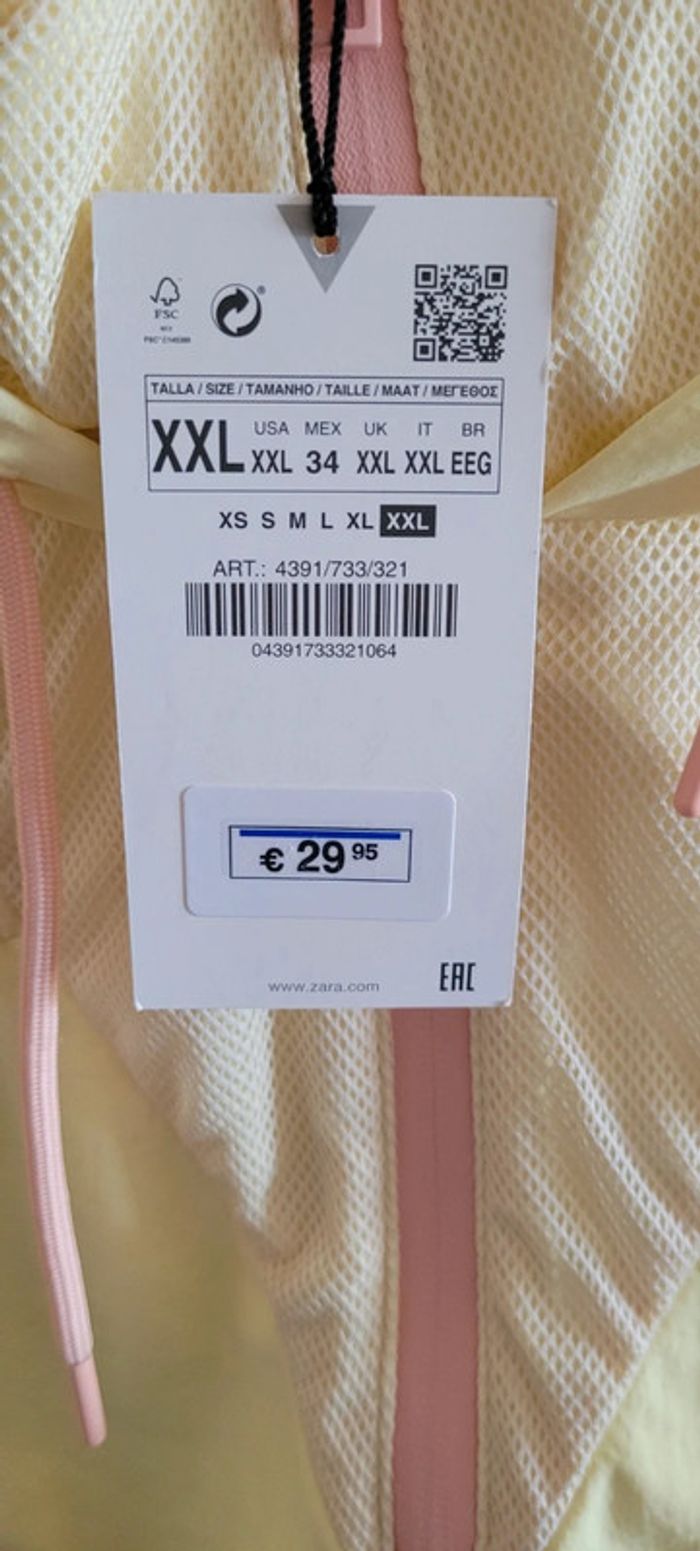 FSC
TALLA / SIZE / TAMANHO / TAILLE / MAAT / ΜΕΓΕΘΟΣ
USA MEX UK IT BR
XXL XXL 34 XXL XXL EEG
XS S M L XL XXL
ART.: 4391/733/321
04391733321064
€ 29 95
www.zara.com
EAC